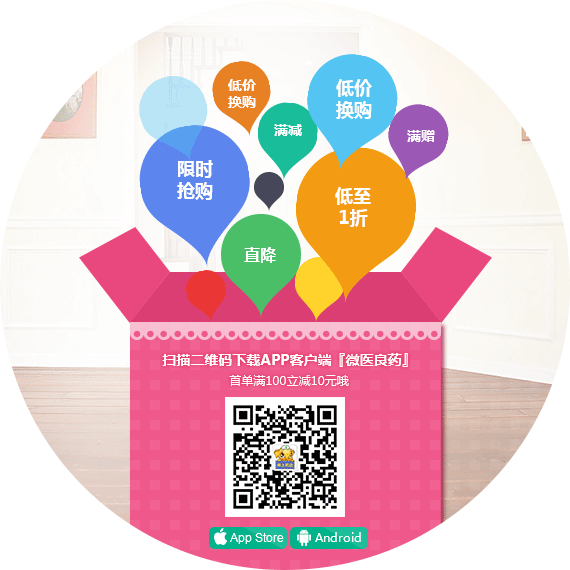 低价
换购
低价
换购
满减
满赠
限时
抢购
低至
1折
直降
扫描二维码下载APP客户端『微医良药』
首单满100立减10元哦
App Store
Android